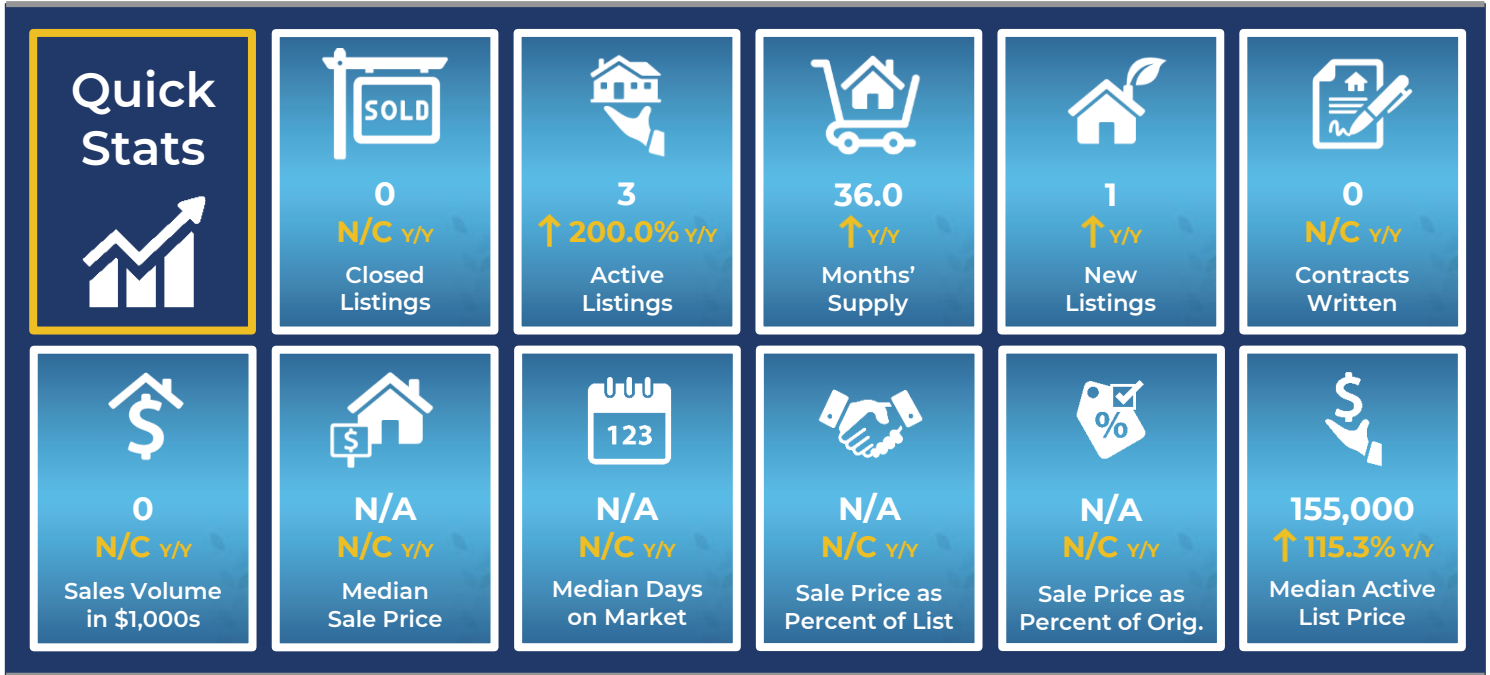 Quick
Stats
SOLD
0
N/C Y/Y
Closed
Listings
3
↑ 200.0% Y/Y
Active
Listings
36.0
↑ Y/Y
Months’
Supply
1
↑ Y/Y
New
Listings
0
N/C Y/Y
Contracts
Written
$
0
N/C Y/Y
Sales Volume
in $1,000s
$
N/A
N/C Y/Y
Median
Sale Price
123
N/A
N/C Y/Y
Median Days
on Market
N/A
N/C Y/Y
Sale Price as
Percent of List
%
N/A
N/C Y/Y
Sale Price as
Percent of Orig.
$
155,000
↑ 115.3% Y/Y
Median Active
List Price